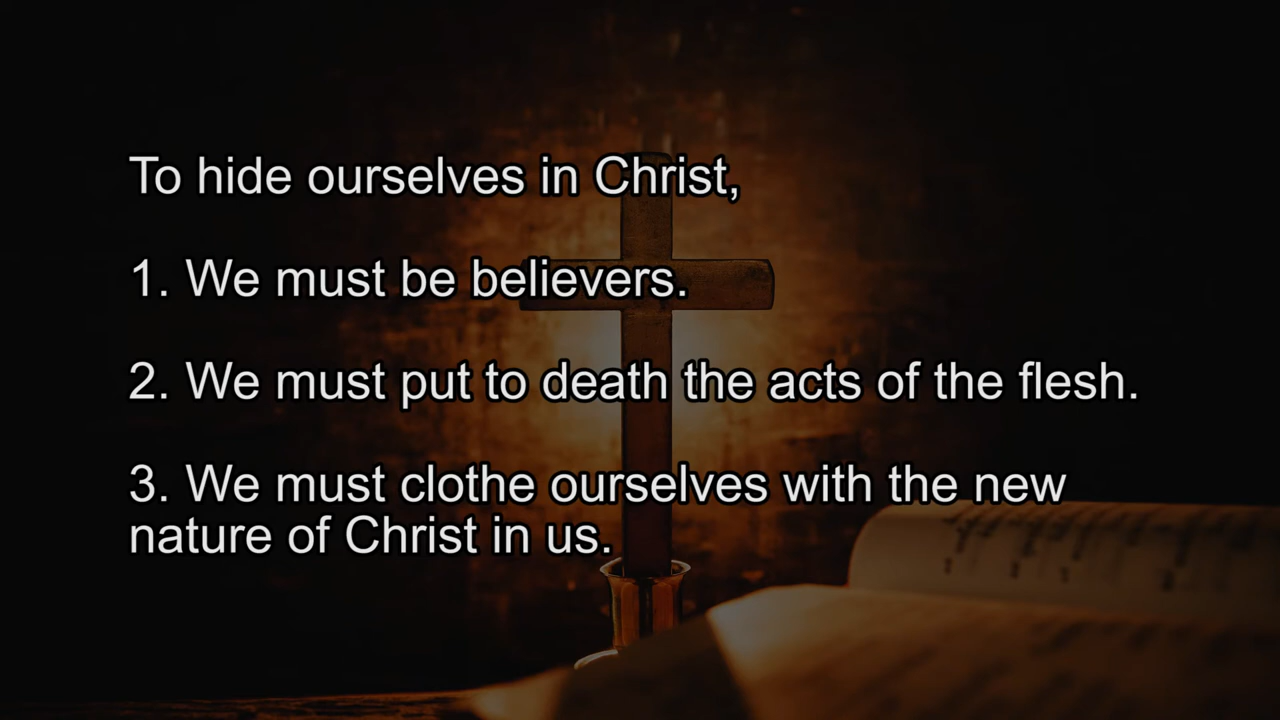 To hide ourselves in Christ,
1. We must be believers.
2. We must put to death the acts of the flesh.
3. We must clothe ourselves with the new
nature of Christ in us.